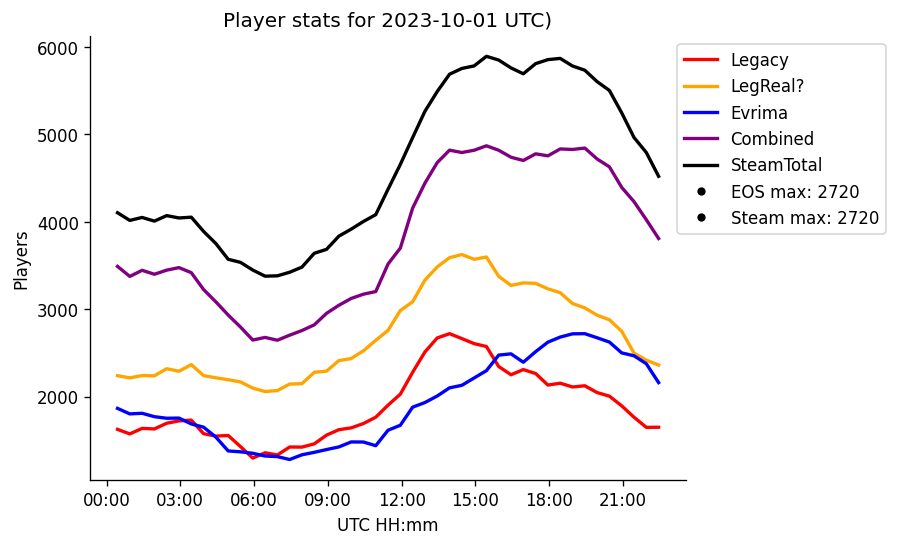 Player stats for 2023-10-01 UTC)
6000
5000
4000
3000
2000
Players
00:00 03:00 06:00 09:00 12:00 15:00 18:00 21:00
UTC HH:mm
Legacy
LegReal?
Evrima
Combined
SteamTotal
EOS max: 2720
Steam max: 2720